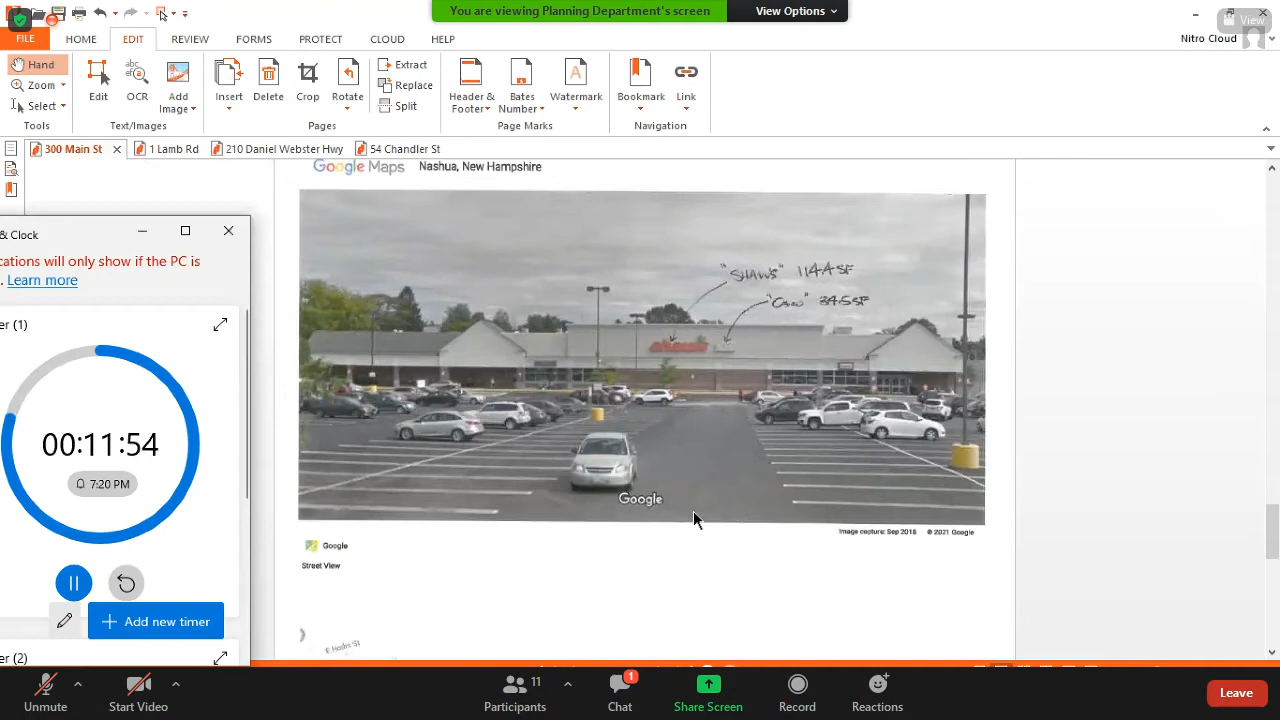 You are viewing Planning Department's screen
View Options
View
FILE
HOME
EDIT
REVIEW
FORMS
PROTECT
CLOUD
HELP
Nitro Cloud
Hand
Zoom
Select
Tools
Edit
OCR
Add Image
Text/Images
Insert
Delete
Crop
Rotate
Extract
Replace
Split
Pages
Header & Footer
Bates Number
Watermark
Page Marks
Bookmark
Link
Navigation
300 Main St
1 Lamb Rd
210 Daniel Webster Hwy
54 Chandler St
Google Maps Nashua, New Hampshire
"SHAW'S" 114.4 SF
34.5 SF
Google
Image capture: Sep 2018 © 2021 Google
Google
Street View
& Clock
cations will only show if the PC is
Learn more
er (1)
00:11:54
7:20 PM
Add new timer
er (2)
Unmute
Start Video
11
Participants
1
Chat
Share Screen
Record
Reactions
Leave